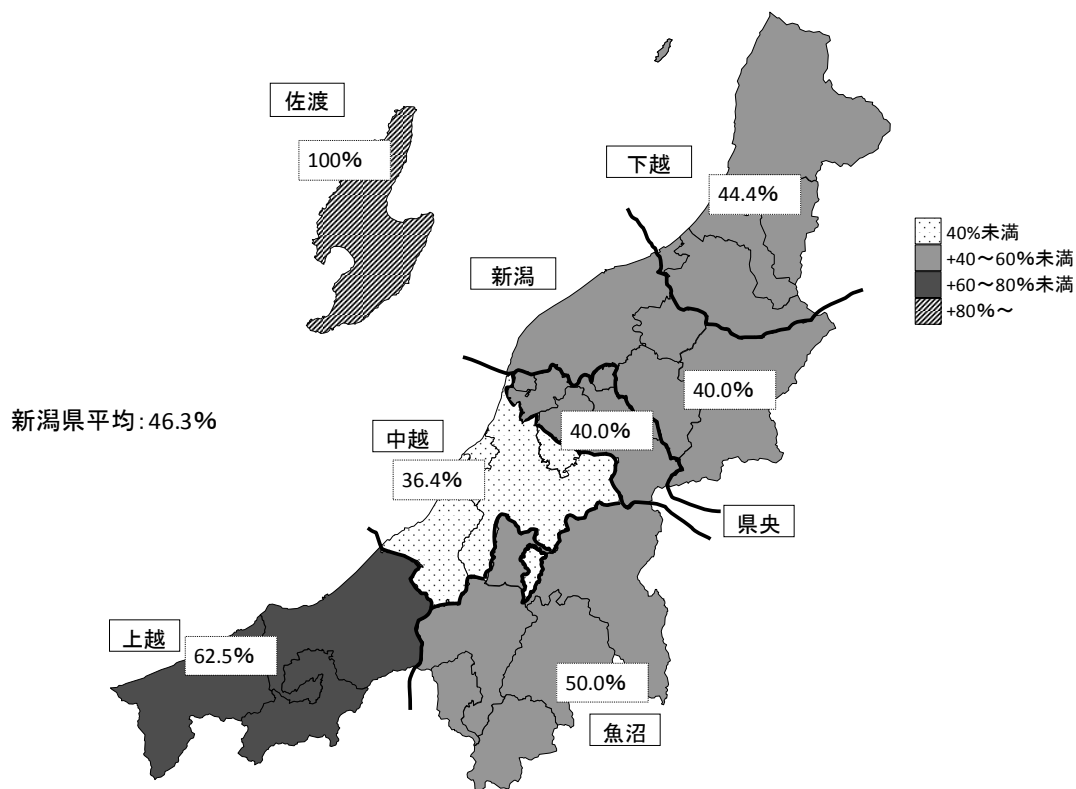 佐渡
100%
下越
44.4%
40%未満
+40～60%未満
+60～80%未満
+80%～
新潟
40.0%
新潟県平均：46.3%
中越
36.4%
40.0%
県央
上越
62.5%
50.0%
魚沼